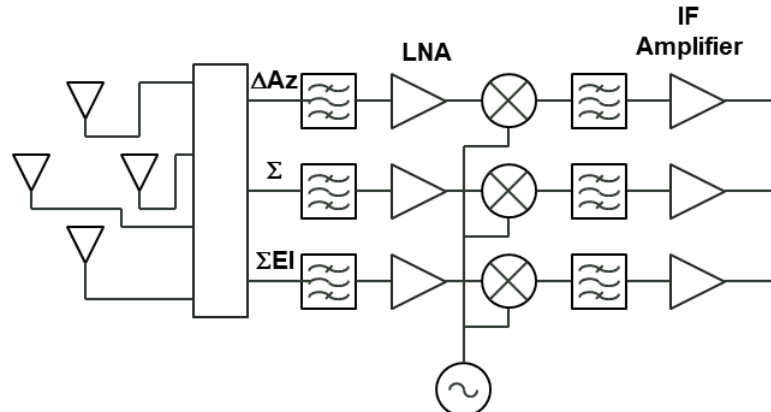 IF
Amplifier
LNA
ΔAz
Σ
ΣEl